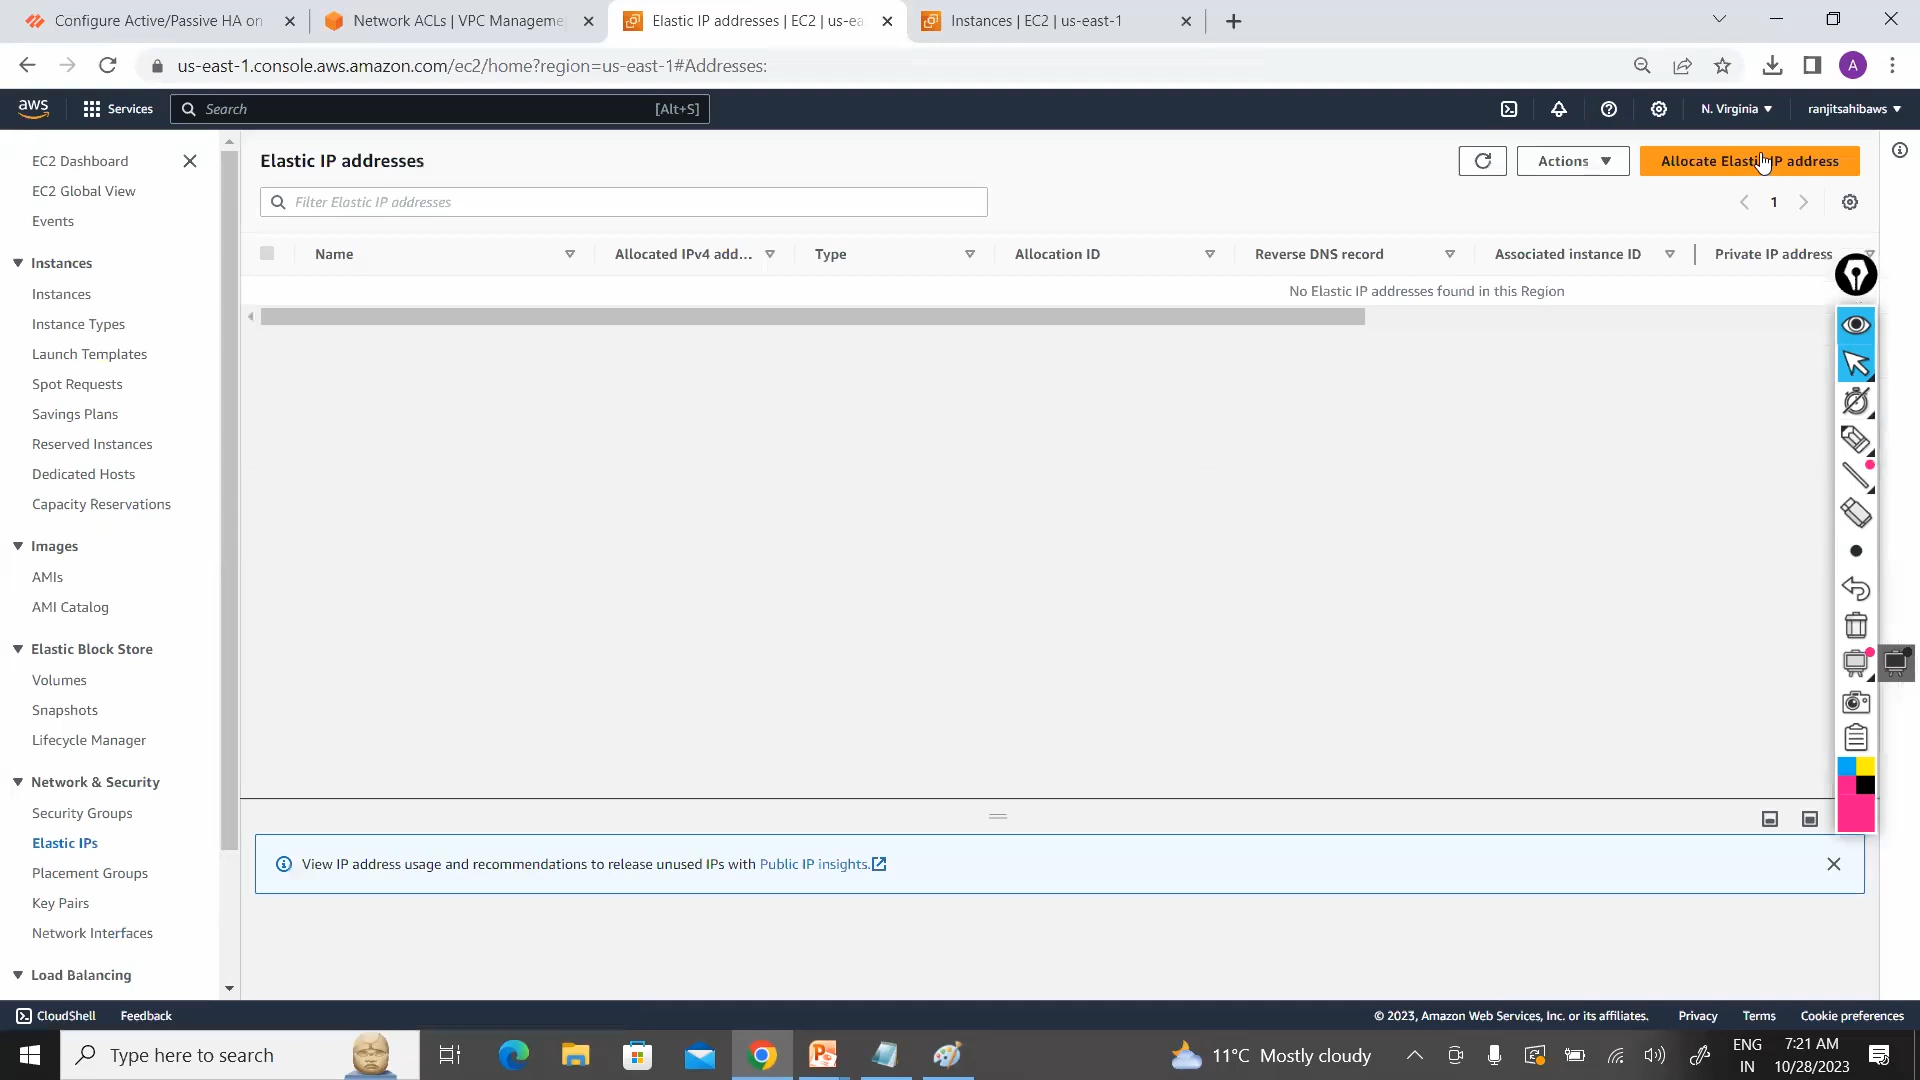 Configure Active/Passive HA on
Network ACLs | VPC Manageme
Elastic IP addresses | EC2 | us-ea
Instances | EC2 | us-east-1
us-east-1.console.aws.amazon.com/ec2/home?region=us-east-1#Addresses:
A
aws
Services
Search
[Alt+S]
N. Virginia
ranjitsahibaws
EC2 Dashboard
EC2 Global View
Events
Instances
Instances
Instance Types
Launch Templates
Spot Requests
Savings Plans
Reserved Instances
Dedicated Hosts
Capacity Reservations
Images
AMIs
AMI Catalog
Elastic Block Store
Volumes
Snapshots
Lifecycle Manager
Network & Security
Security Groups
Elastic IPs
Placement Groups
Key Pairs
Network Interfaces
Load Balancing
Elastic IP addresses
Actions
Allocate Elastic IP address
Filter Elastic IP addresses
1
Name
Allocated IPv4 add...
Type
Allocation ID
Reverse DNS record
Associated instance ID
Private IP address
No Elastic IP addresses found in this Region
View IP address usage and recommendations to release unused IPs with Public IP insights.
CloudShell
Feedback
© 2023, Amazon Web Services, Inc. or its affiliates.
Privacy
Terms
Cookie preferences
Type here to search
11°C Mostly cloudy
ENG
IN
7:21 AM
10/28/2023